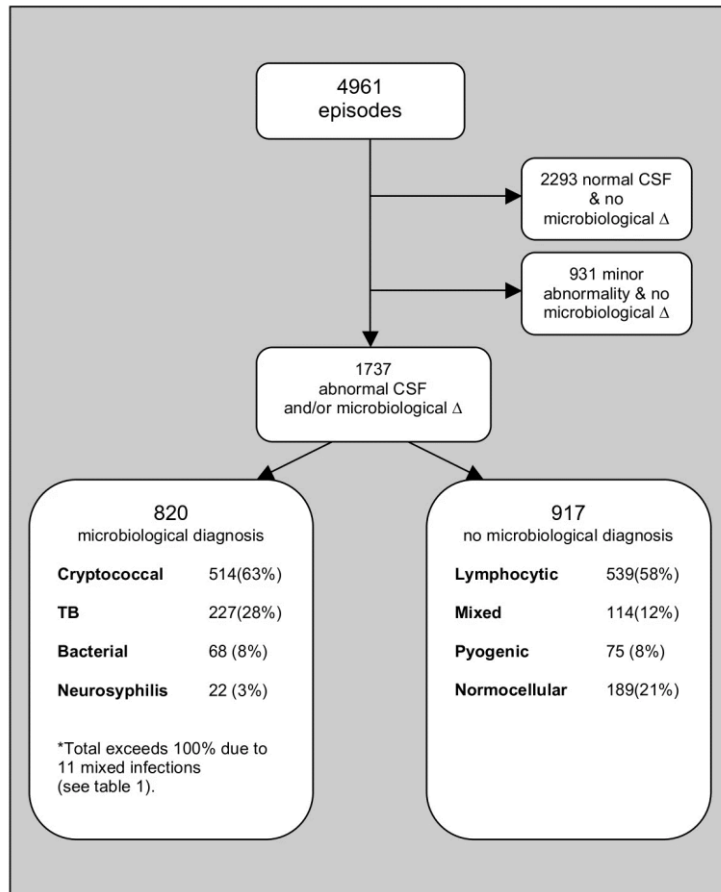 4961
episodes
2293 normal CSF
& no
microbiological Δ
931 minor
abnormality & no
microbiological Δ
1737
abnormal CSF
and/or microbiological Δ
820
microbiological diagnosis
Cryptococcal 514(63%)
TB 227(28%)
Bacterial 68 (8%)
Neurosyphilis 22 (3%)
*Total exceeds 100% due to
11 mixed infections
(see table 1).
917
no microbiological diagnosis
Lymphocytic 539(58%)
Mixed 114(12%)
Pyogenic 75 (8%)
Normocellular 189(21%)